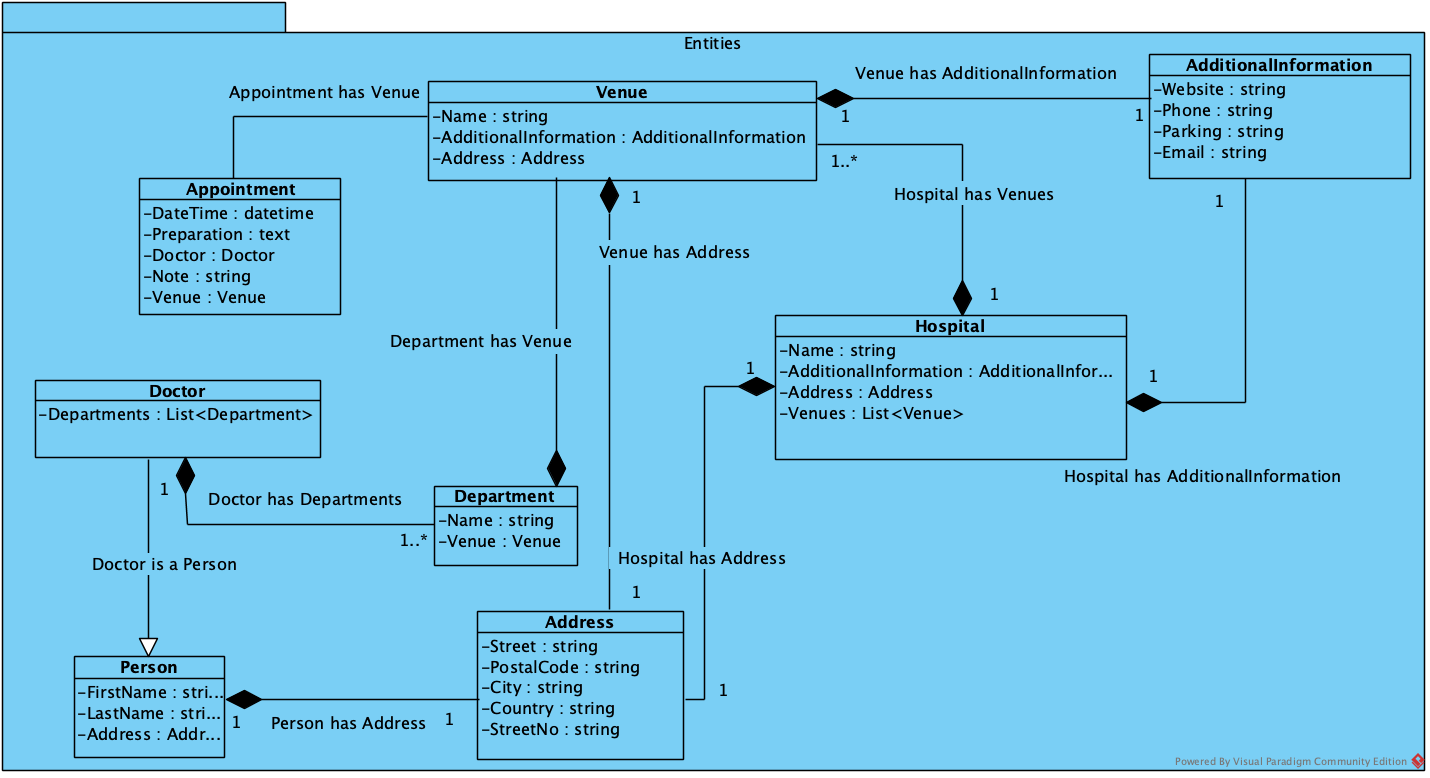 Entities
Appointment has Venue
Venue
-Name : string
-AdditionalInformation : AdditionalInformation
-Address : Address
Venue has AdditionalInformation
1
1
AdditionalInformation
-Website : string
-Phone : string
-Parking : string
-Email : string
Appointment
-DateTime : datetime
-Preparation : text
-Doctor : Doctor
-Note : string
-Venue : Venue
1..*
Hospital has Venues
1
1
Venue has Address
1
Department has Venue
Hospital
-Name : string
-AdditionalInformation : AdditionalInfor...
-Address : Address
-Venues : List<Venue>
1
1
Hospital has AdditionalInformation
Doctor
-Departments : List<Department>
1
Doctor has Departments
1..*
Department
-Name : string
-Venue : Venue
Doctor is a Person
Hospital has Address
1
Address
-Street : string
-PostalCode : string
-City : string
-Country : string
-StreetNo : string
1
Person
-FirstName : stri...
-LastName : stri...
-Address : Addr...
1
Person has Address
1
Powered By Visual Paradigm Community Edition